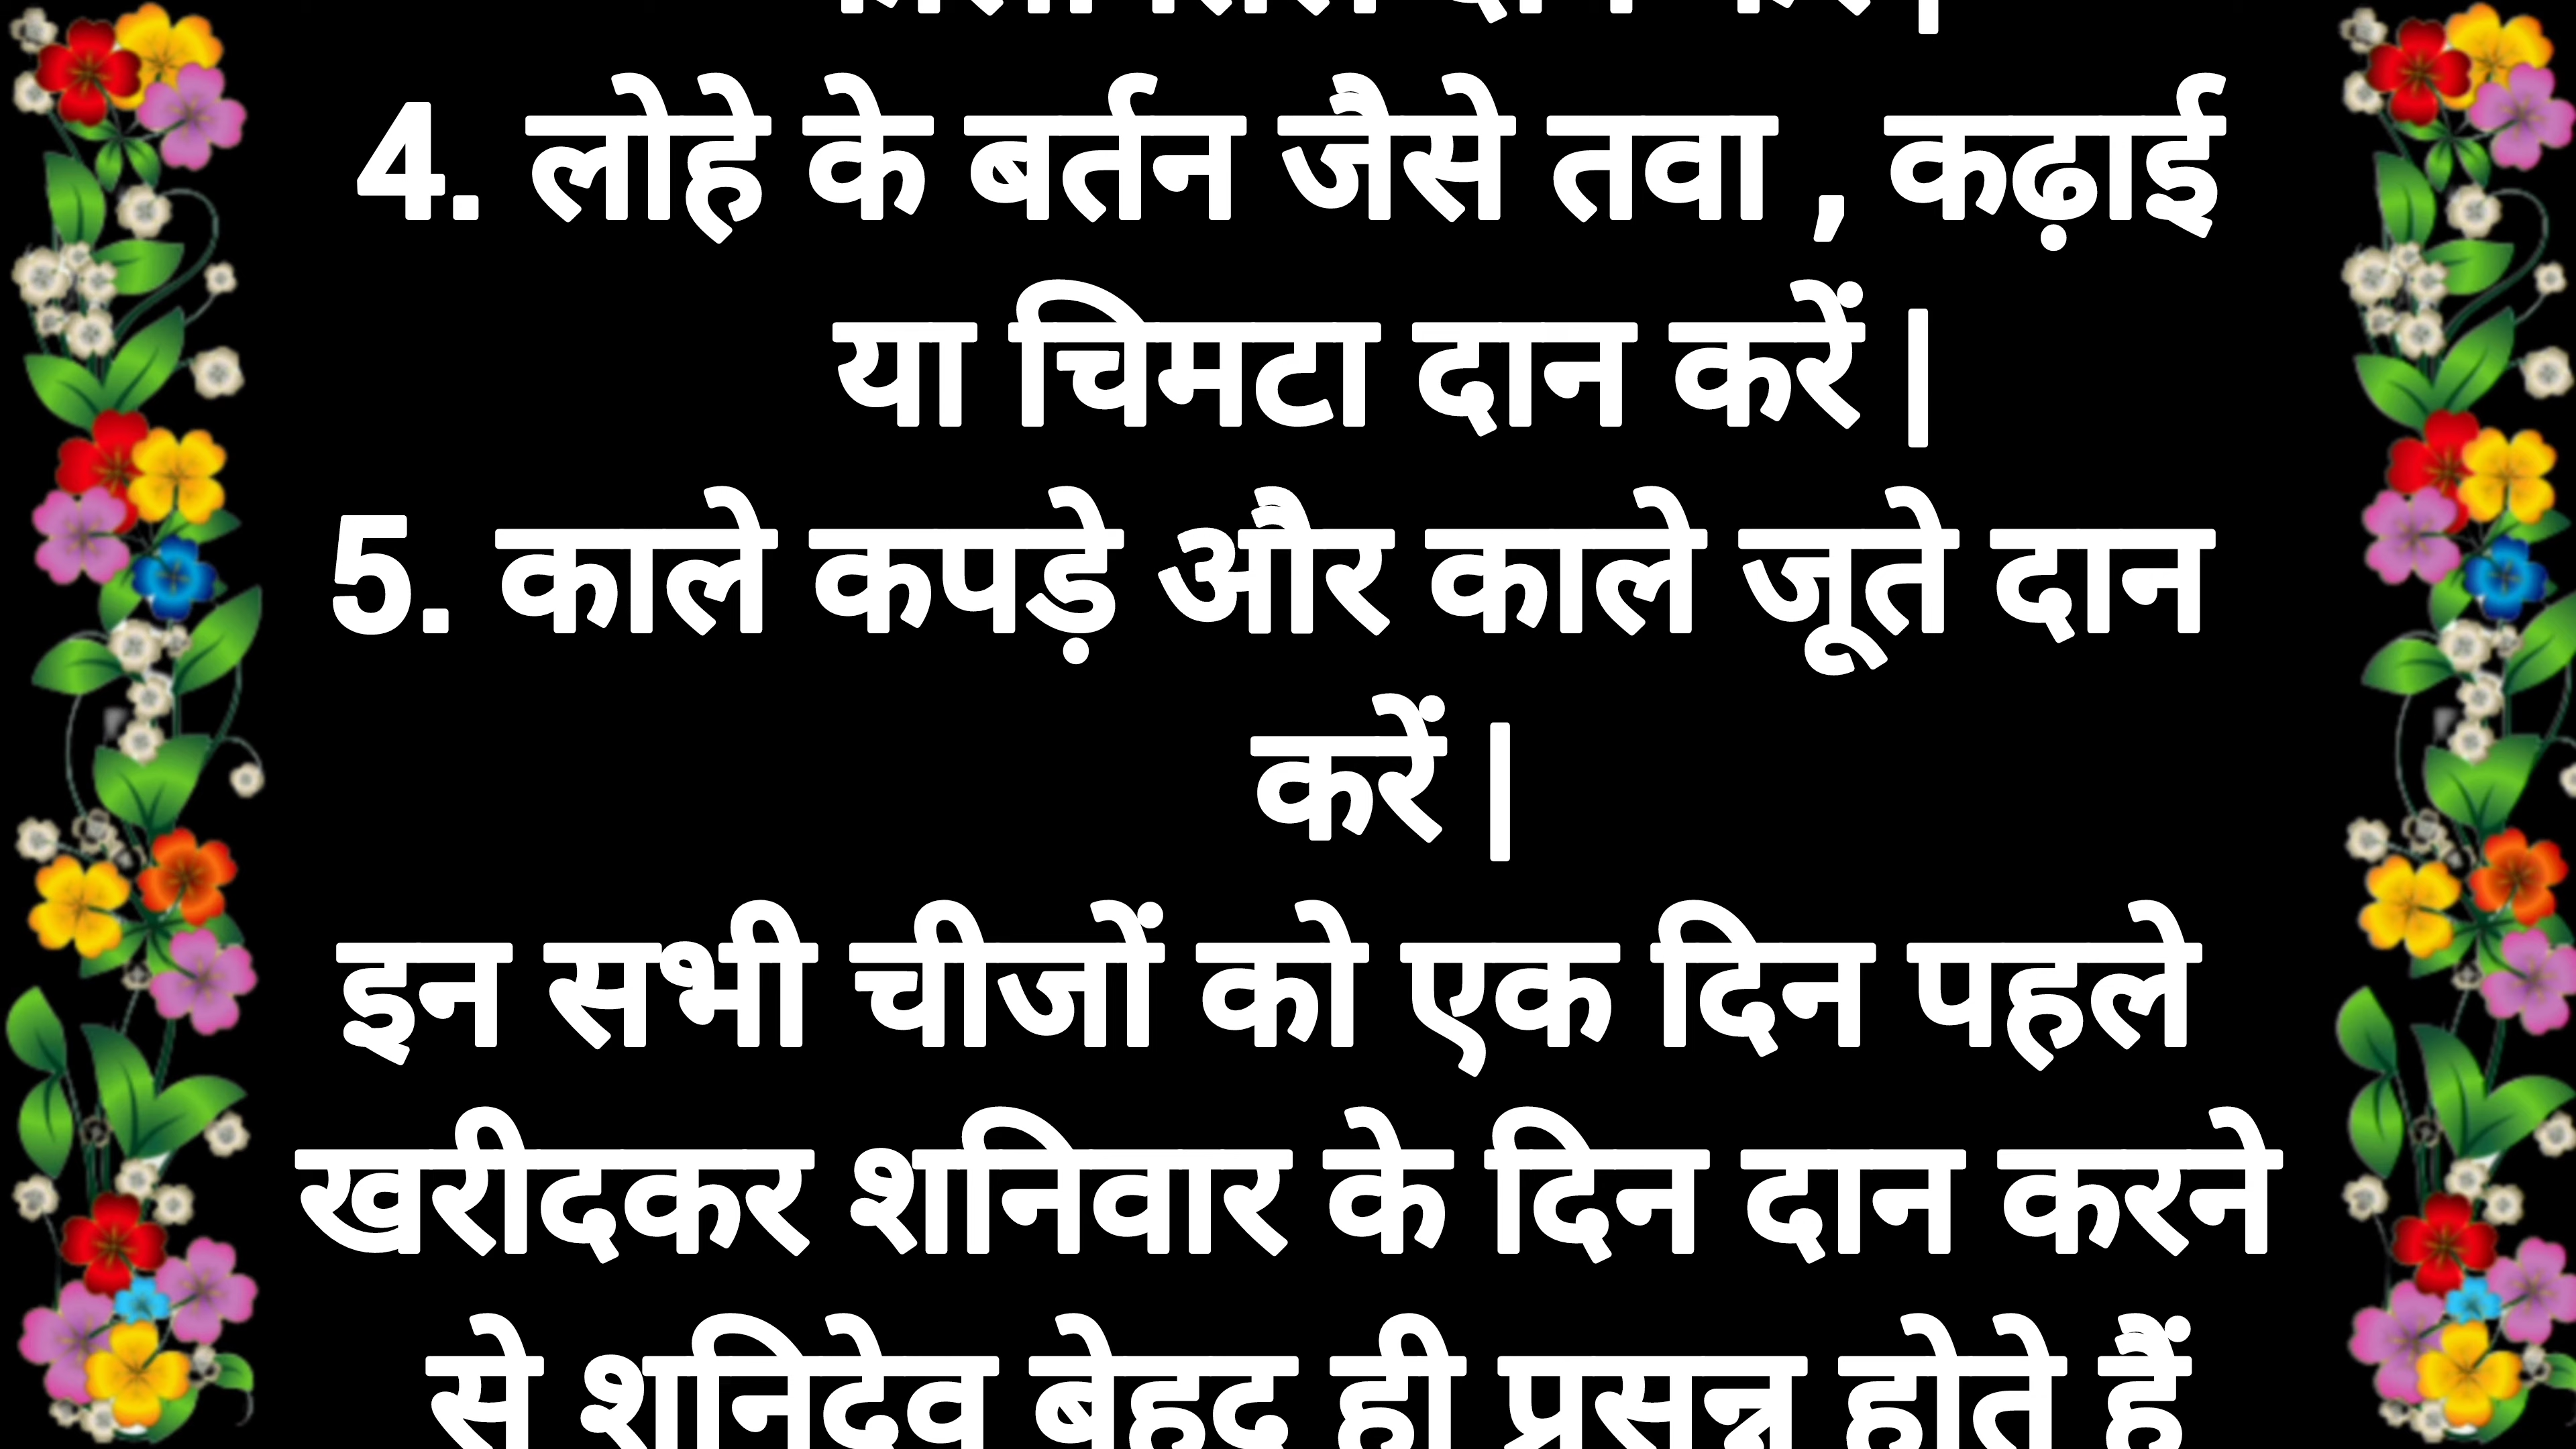 4. लोहे के बर्तन जैसे तवा , कढ़ाई
या चिमटा दान करें |
5. काले कपड़े और काले जूते दान
करें |
इन सभी चीजों को एक दिन पहले
खरीदकर शनिवार के दिन दान करने
से शनिदेव बेहद ही प्रसन्न होते हैं